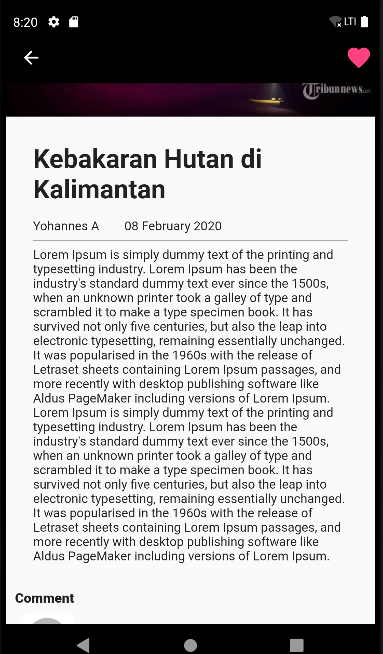 8:20
LTE
Tribunnews.com
Kebakaran Hutan di
Kalimantan
Yohannes A 08 February 2020
Lorem Ipsum is simply dummy text of the printing and
typesetting industry. Lorem Ipsum has been the
industry's standard dummy text ever since the 1500s,
when an unknown printer took a galley of type and
scrambled it to make a type specimen book. It has
survived not only five centuries, but also the leap into
electronic typesetting, remaining essentially unchanged.
It was popularised in the 1960s with the release of
Letraset sheets containing Lorem Ipsum passages, and
more recently with desktop publishing software like
Aldus PageMaker including versions of Lorem Ipsum.
Lorem Ipsum is simply dummy text of the printing and
typesetting industry. Lorem Ipsum has been the
industry's standard dummy text ever since the 1500s,
when an unknown printer took a galley of type and
scrambled it to make a type specimen book. It has
survived not only five centuries, but also the leap into
electronic typesetting, remaining essentially unchanged.
It was popularised in the 1960s with the release of
Letraset sheets containing Lorem Ipsum passages, and
more recently with desktop publishing software like
Aldus PageMaker including versions of Lorem Ipsum.
Comment